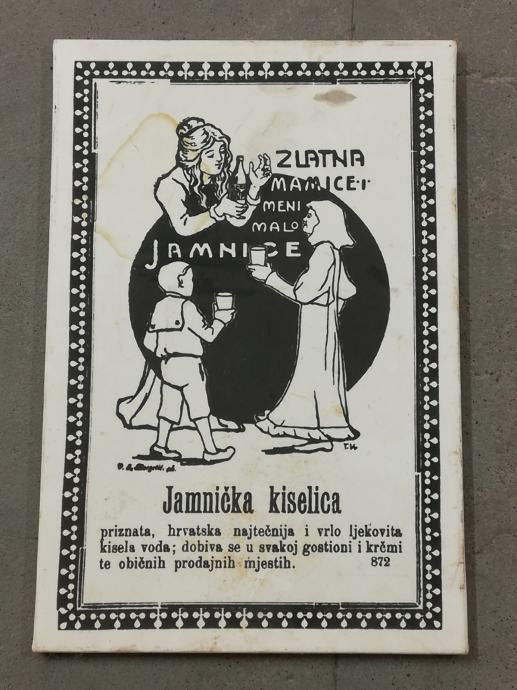 ZLATNA
MAMICE·I·
MENI
MALO
JAMNICE
T. K.
Jamnička kiselica
priznata, hrvatska najtečnija i vrlo ljekovita
kisela voda; dobiva se u svakoj gostioni i krčmi
te običnih prodajnih mjestih. 872